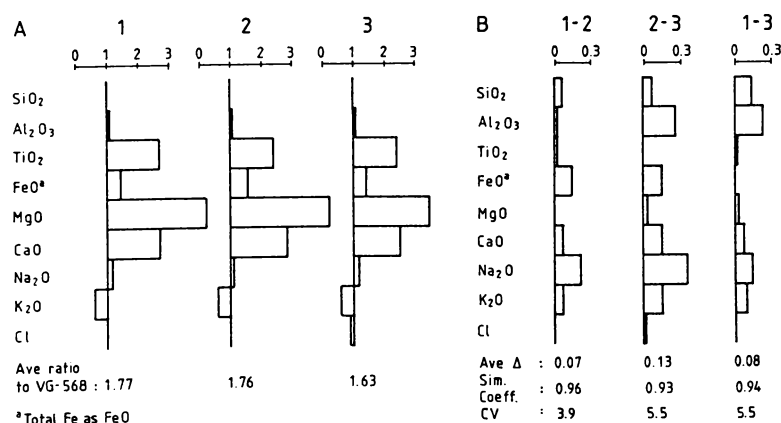 A 1 2 3
0 1 2 3 0 1 2 3 0 1 2 3
SiO₂
Al₂O₃
TiO₂
FeOᵃ
MgO
CaO
Na₂O
K₂O
Cl
Ave ratio
to VG-568 : 1.77 1.76 1.63
ᵃTotal Fe as FeO
B 1-2 2-3 1-3
0 0.3 0 0.3 0 0.3
SiO₂
Al₂O₃
TiO₂
FeOᵃ
MgO
CaO
Na₂O
K₂O
Cl
Ave Δ : 0.07 0.13 0.08
Sim.
Coeff. : 0.96 0.93 0.94
CV : 3.9 5.5 5.5